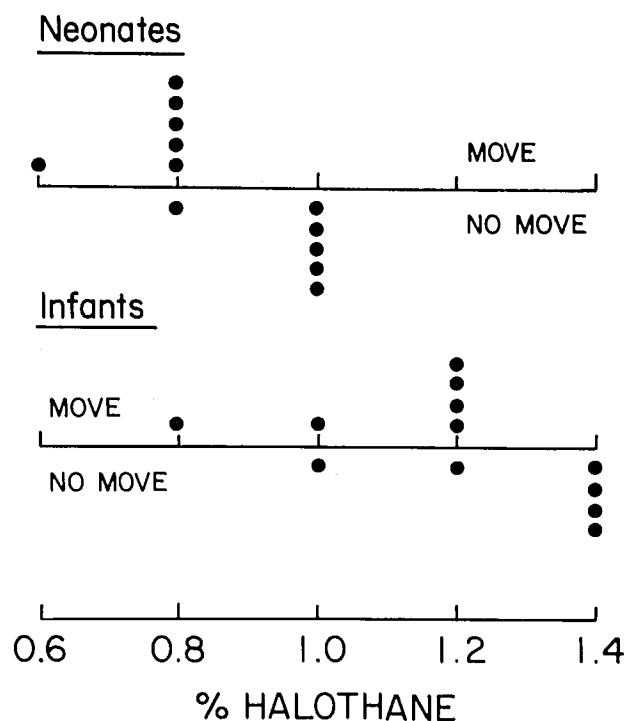 Neonates
MOVE
NO MOVE
Infants
MOVE
NO MOVE
0.6 0.8 1.0 1.2 1.4
% HALOTHANE